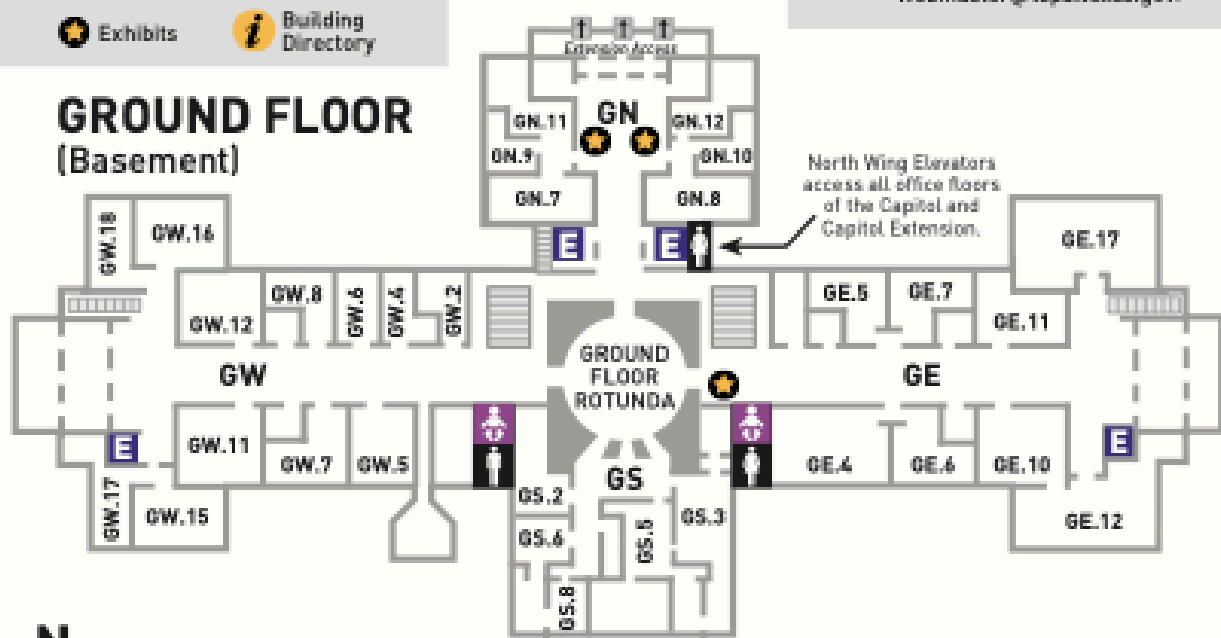 Exhibits
i
Building
Directory
GROUND FLOOR
(Basement)
Extension Access
GN
GN.11
GN.12
GN.9
GN.10
GN.7
GN.8
E
E
North Wing Elevators
access all office floors
of the Capitol and
Capitol Extension.
GW.18
GW.16
GE.17
GW.12
GW.8
GW.6
GW.4
GW.2
GE.5
GE.7
GE.11
GW
GROUND
FLOOR
ROTUNDA
GE
E
GW.11
GW.7
GW.5
GS
GE.4
GE.6
GE.10
E
GW.17
GW.15
GS.2
GS.6
GS.5
GS.3
GE.12
GS.8
N